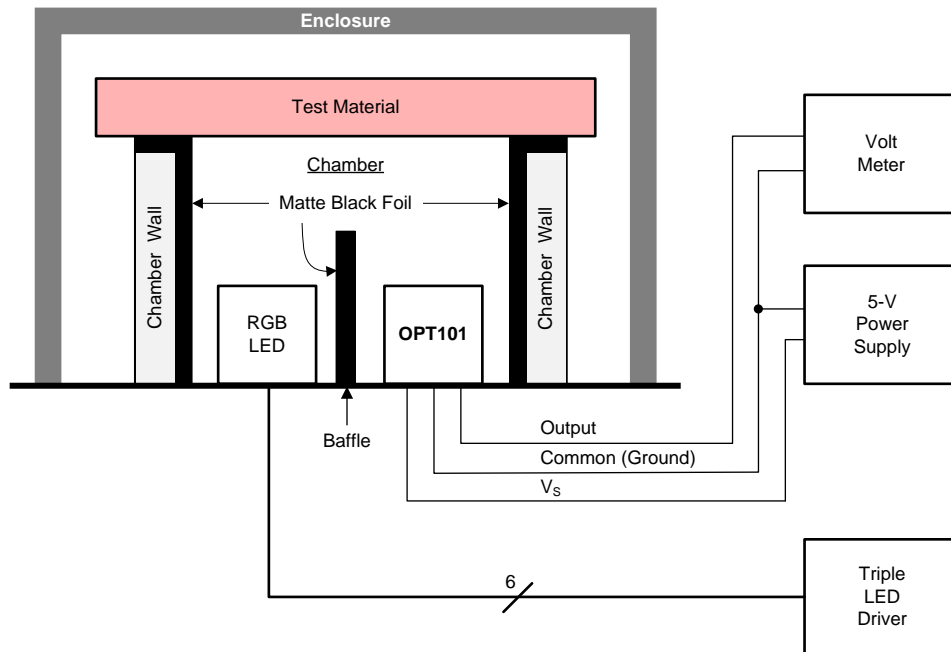 Enclosure
Test Material
Chamber
Matte Black Foil
Chamber Wall
Chamber Wall
RGB
LED
OPT101
Baffle
Volt
Meter
5-V
Power
Supply
Output
Common (Ground)
VS
6
Triple
LED
Driver